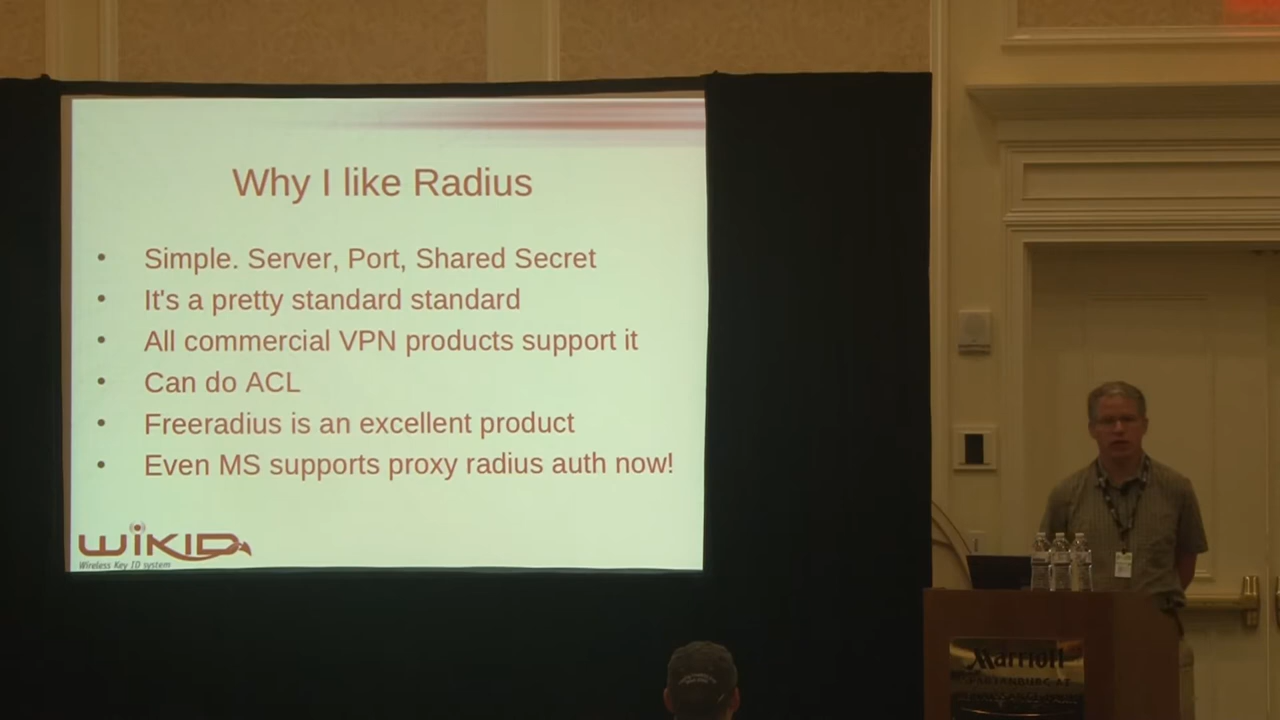 Why I like Radius
• Simple. Server, Port, Shared Secret
• It's a pretty standard standard
• All commercial VPN products support it
• Can do ACL
• Freeradius is an excellent product
• Even MS supports proxy radius auth now!
WiKID
Wireless Key ID system
Marriott